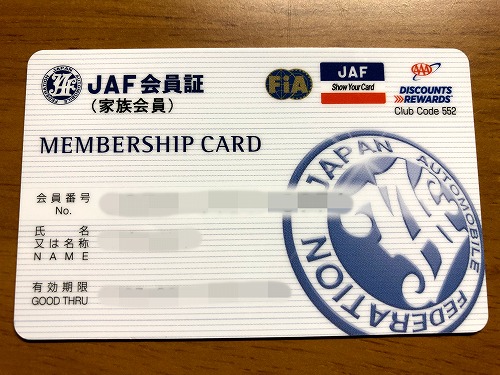 JAF会員証
(家族会員)
FiA
JAF
Show Your Card
AAA
DISCOUNTS
REWARDS
Club Code 552
MEMBERSHIP CARD
会員番号
No.
氏名
又は名称
NAME
有効期限
GOOD THRU
JAPAN AUTOMOBILE FEDERATION